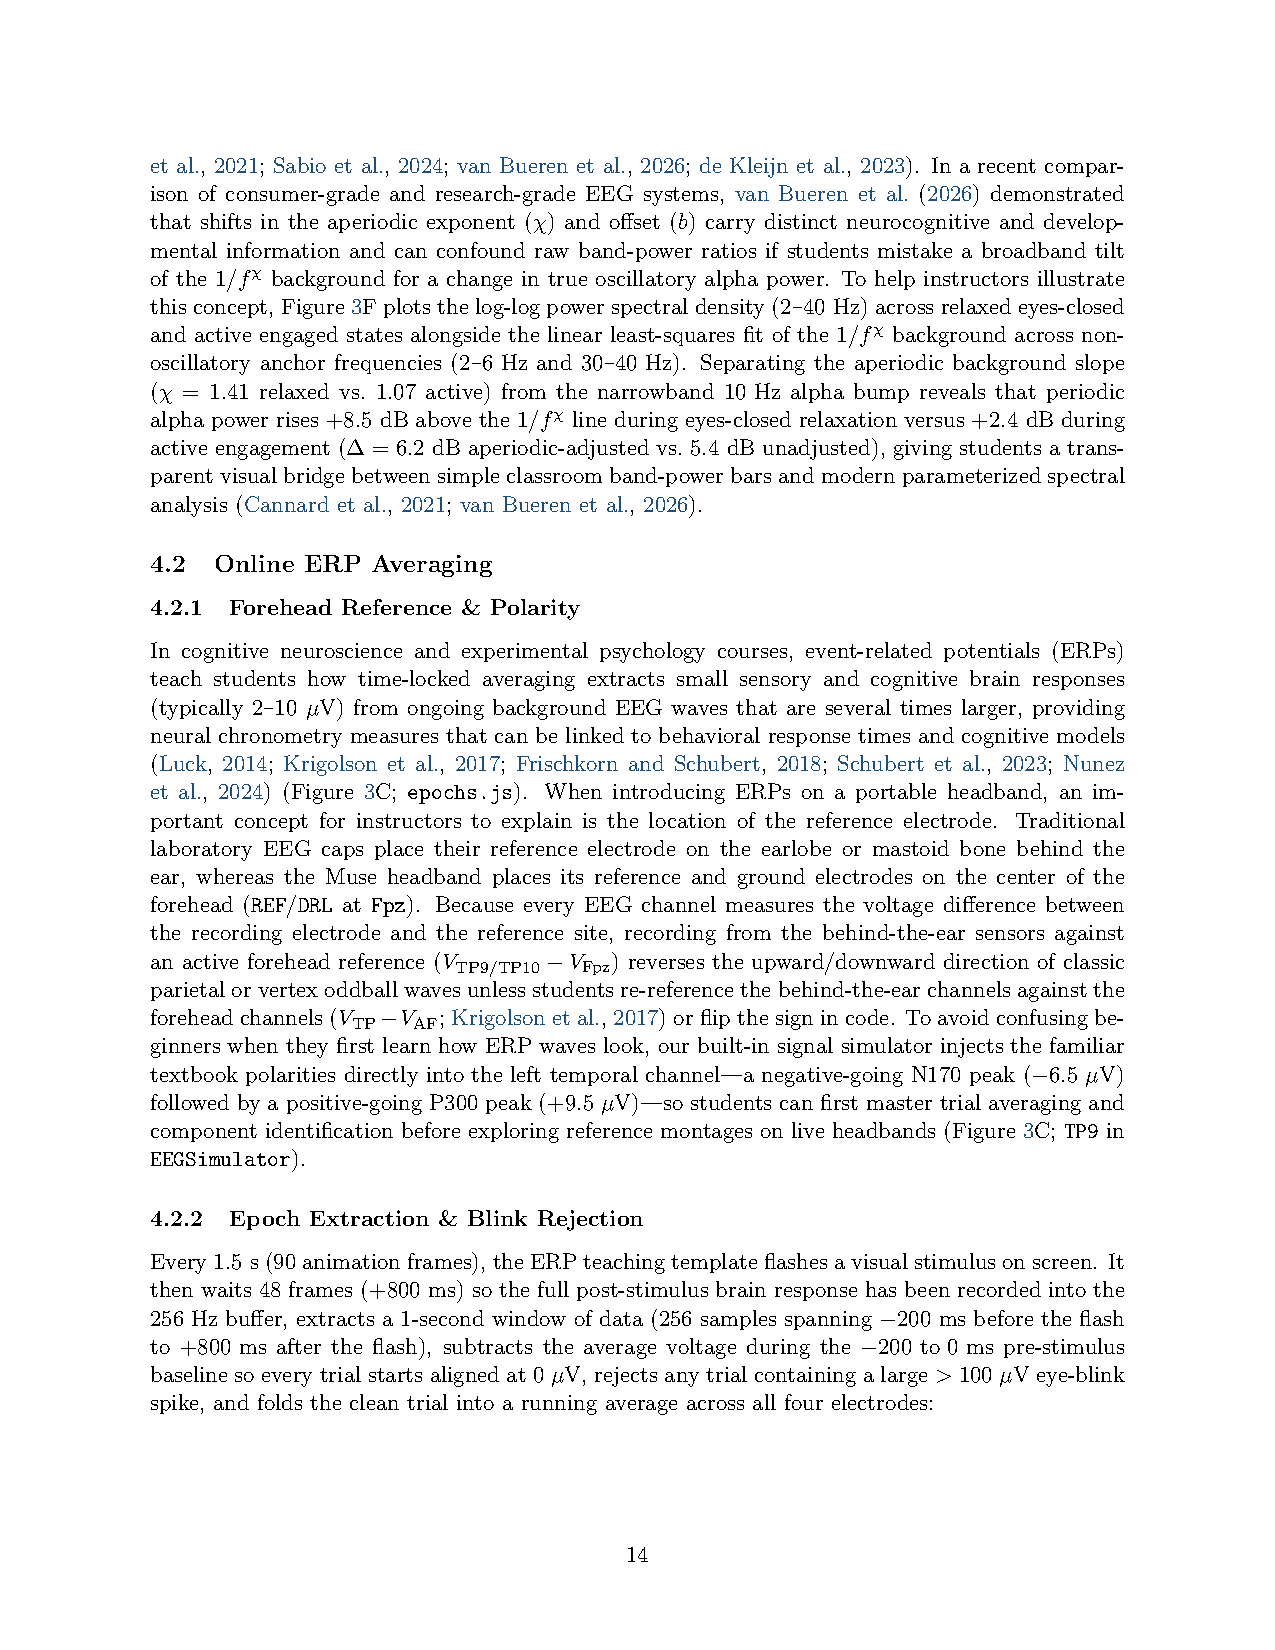 et al., 2021; Sabio et al., 2024; van Bueren et al., 2026; de Kleijn et al., 2023). In a recent compar-
ison of consumer-grade and research-grade EEG systems, van Bueren et al. (2026) demonstrated
that shifts in the aperiodic exponent (χ) and offset (b) carry distinct neurocognitive and develop-
mental information and can confound raw band-power ratios if students mistake a broadband tilt
of the 1/f^χ background for a change in true oscillatory alpha power. To help instructors illustrate
this concept, Figure 3F plots the log-log power spectral density (2–40 Hz) across relaxed eyes-closed
and active engaged states alongside the linear least-squares fit of the 1/f^χ background across non-
oscillatory anchor frequencies (2–6 Hz and 30–40 Hz). Separating the aperiodic background slope
(χ = 1.41 relaxed vs. 1.07 active) from the narrowband 10 Hz alpha bump reveals that periodic
alpha power rises +8.5 dB above the 1/f^χ line during eyes-closed relaxation versus +2.4 dB during
active engagement (Δ = 6.2 dB aperiodic-adjusted vs. 5.4 dB unadjusted), giving students a trans-
parent visual bridge between simple classroom band-power bars and modern parameterized spectral
analysis (Cannard et al., 2021; van Bueren et al., 2026).
4.2 Online ERP Averaging
4.2.1 Forehead Reference & Polarity
In cognitive neuroscience and experimental psychology courses, event-related potentials (ERPs)
teach students how time-locked averaging extracts small sensory and cognitive brain responses
(typically 2–10 μV) from ongoing background EEG waves that are several times larger, providing
neural chronometry measures that can be linked to behavioral response times and cognitive models
(Luck, 2014; Krigolson et al., 2017; Frischkorn and Schubert, 2018; Schubert et al., 2023; Nunez
et al., 2024) (Figure 3C; epochs.js). When introducing ERPs on a portable headband, an im-
portant concept for instructors to explain is the location of the reference electrode. Traditional
laboratory EEG caps place their reference electrode on the earlobe or mastoid bone behind the
ear, whereas the Muse headband places its reference and ground electrodes on the center of the
forehead (REF/DRL at Fpz). Because every EEG channel measures the voltage difference between
the recording electrode and the reference site, recording from the behind-the-ear sensors against
an active forehead reference (V_TP9/TP10 − V_Fpz) reverses the upward/downward direction of classic
parietal or vertex oddball waves unless students re-reference the behind-the-ear channels against the
forehead channels (V_TP − V_AF; Krigolson et al., 2017) or flip the sign in code. To avoid confusing be-
ginners when they first learn how ERP waves look, our built-in signal simulator injects the familiar
textbook polarities directly into the left temporal channel—a negative-going N170 peak (−6.5 μV)
followed by a positive-going P300 peak (+9.5 μV)—so students can first master trial averaging and
component identification before exploring reference montages on live headbands (Figure 3C; TP9 in
EEGSimulator).
4.2.2 Epoch Extraction & Blink Rejection
Every 1.5 s (90 animation frames), the ERP teaching template flashes a visual stimulus on screen. It
then waits 48 frames (+800 ms) so the full post-stimulus brain response has been recorded into the
256 Hz buffer, extracts a 1-second window of data (256 samples spanning −200 ms before the flash
to +800 ms after the flash), subtracts the average voltage during the −200 to 0 ms pre-stimulus
baseline so every trial starts aligned at 0 μV, rejects any trial containing a large > 100 μV eye-blink
spike, and folds the clean trial into a running average across all four electrodes:
14